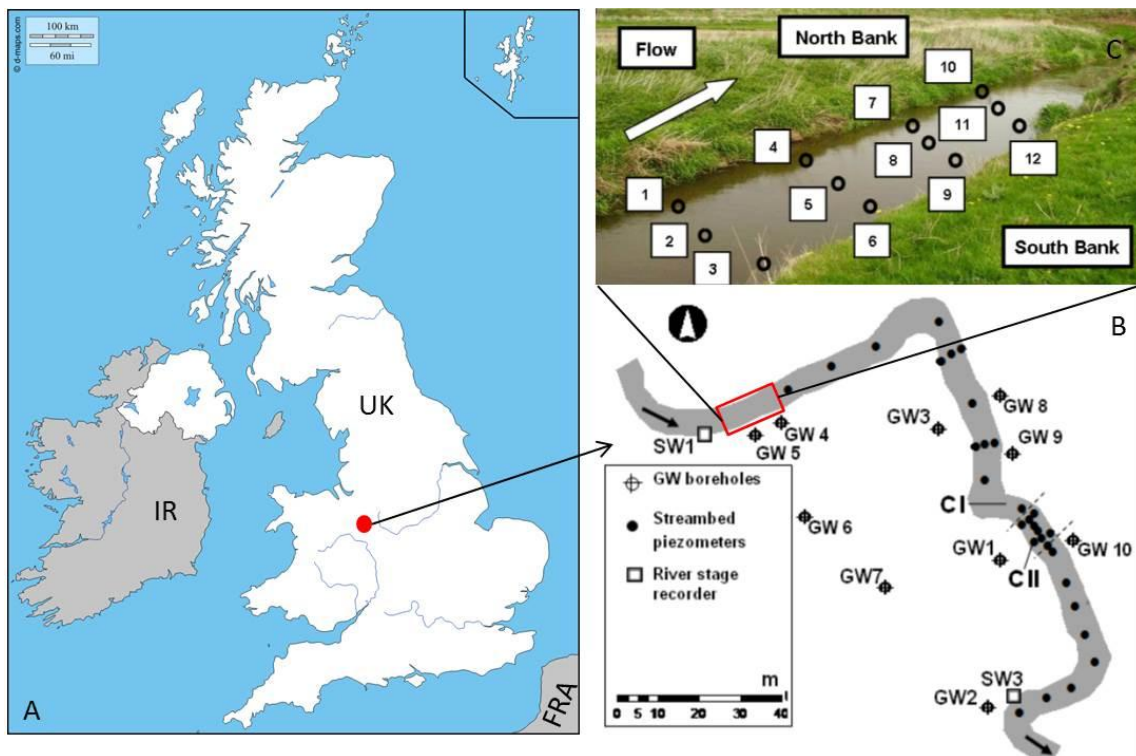 100 km
60 mi
© d-maps.com
UK
IR
FRA
A
C
Flow
North Bank
10
7
4
11
1
8
12
5
9
2
6
3
South Bank
B
SW1
GW 4
GW 5
GW3
GW 8
GW 9
CI
GW 6
GW7
GW1
GW 10
CII
SW3
GW2
GW boreholes
Streambed
piezometers
River stage
recorder
m
0 5 10 20 30 40